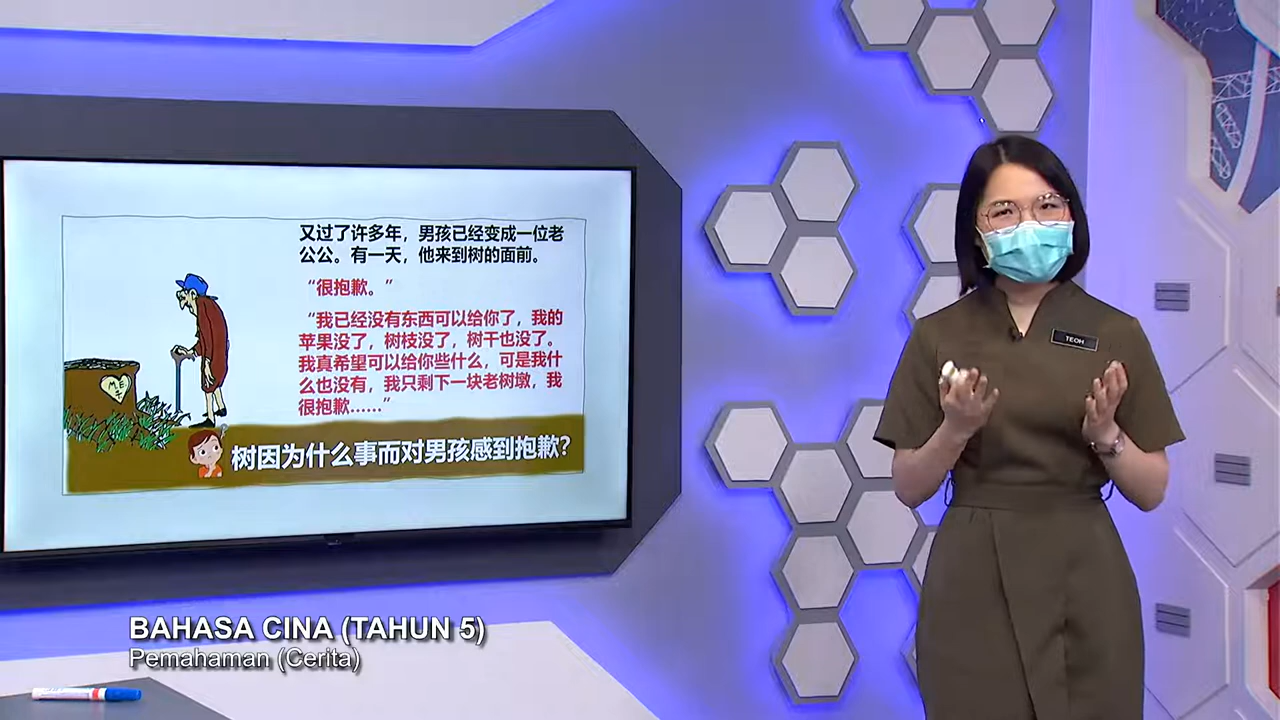 又过了许多年，男孩已经变成一位老
公公。有一天，他来到树的面前。
“很抱歉。”
“我已经没有东西可以给你了，我的
苹果没了，树枝没了，树干也没了。
我真希望可以给你些什么，可是我什
么也没有，我只剩下一块老树墩，我
很抱歉……”
树因为什么事而对男孩感到抱歉？
TEOH
BAHASA CINA (TAHUN 5)
Pemahaman (Cerita)